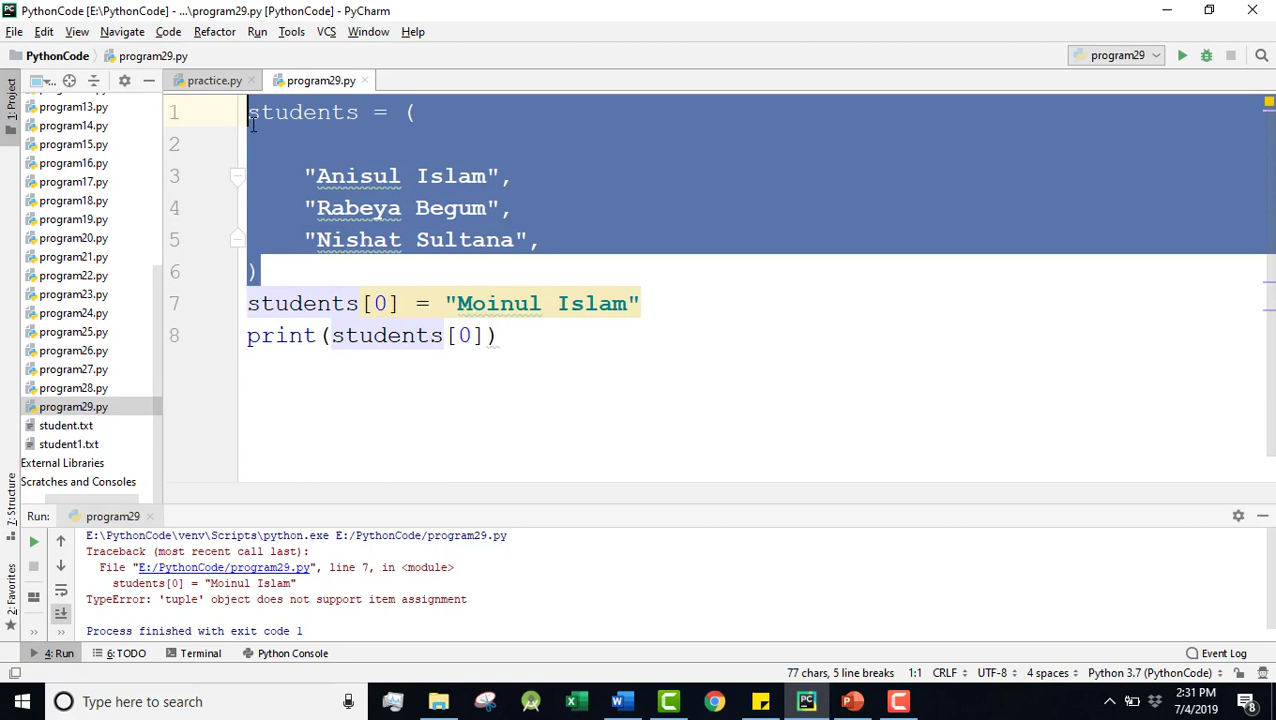 PythonCode [E:\PythonCode] - ...\program29.py [PythonCode] - PyCharm
File Edit View Navigate Code Refactor Run Tools VCS Window Help
PythonCode program29.py program29
1: Project
practice.py program29.py
program13.py
program14.py
program15.py
program16.py
program17.py
program18.py
program19.py
program20.py
program21.py
program22.py
program23.py
program24.py
program25.py
program26.py
program27.py
program28.py
program29.py
student.txt
student1.txt
External Libraries
Scratches and Consoles
1 students = (
2
3 "Anisul Islam",
4 "Rabeya Begum",
5 "Nishat Sultana",
6 )
7 students[0] = "Moinul Islam"
8 print(students[0])
7: Structure
2: Favorites
Run: program29
E:\PythonCode\venv\Scripts\python.exe E:/PythonCode/program29.py
Traceback (most recent call last):
File "E:/PythonCode/program29.py", line 7, in <module>
students[0] = "Moinul Islam"
TypeError: 'tuple' object does not support item assignment
Process finished with exit code 1
4: Run 6: TODO Terminal Python Console Event Log
77 chars, 5 line breaks 1:1 CRLF UTF-8 4 spaces Python 3.7 (PythonCode)
Type here to search
2:31 PM
7/4/2019
8